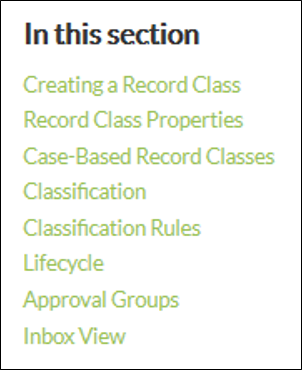 In this section
Creating a Record Class
Record Class Properties
Case-Based Record Classes
Classification
Classification Rules
Lifecycle
Approval Groups
Inbox View